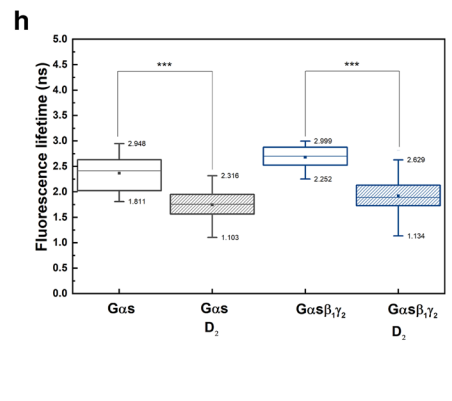 h
Fluorescence lifetime (ns)
5.0
4.5
4.0
3.5
3.0
2.5
2.0
1.5
1.0
0.5
0.0
***
***
2.948
1.811
2.316
1.103
2.999
2.252
2.629
1.134
Gαs
Gαs
D₂
Gαsβ₁γ₂
Gαsβ₁γ₂
D₂